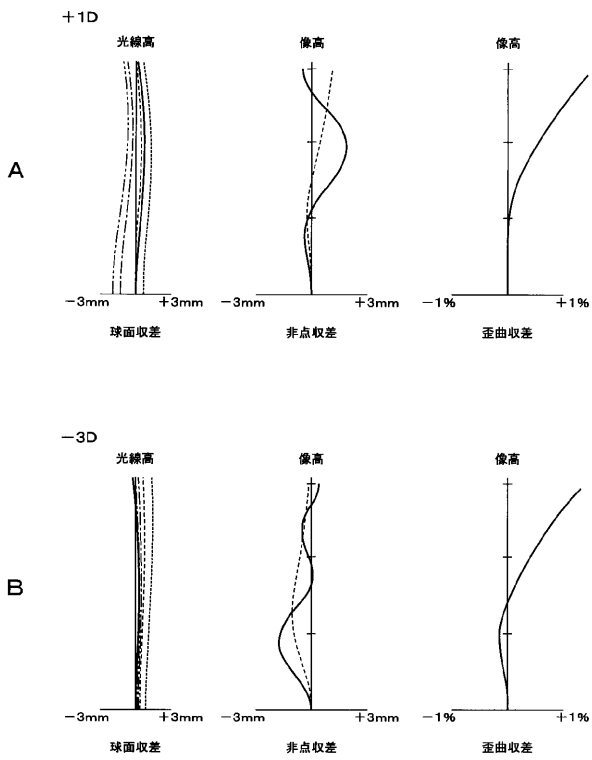 +1D
光線高 像高 像高
A
−3mm +3mm −3mm +3mm −1% +1%
球面収差 非点収差 歪曲収差
−3D
光線高 像高 像高
B
−3mm +3mm −3mm +3mm −1% +1%
球面収差 非点収差 歪曲収差